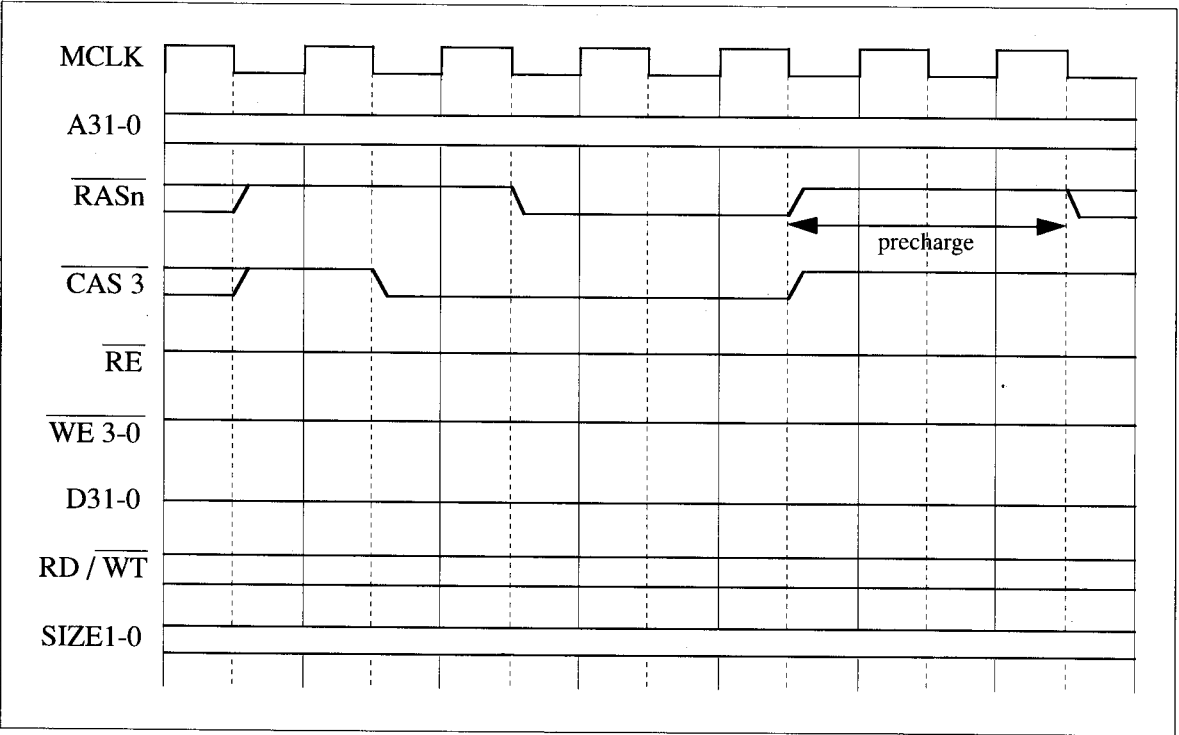 MCLK
A31-0
RASn
precharge
CAS 3
RE
WE 3-0
D31-0
RD / WT
SIZE1-0